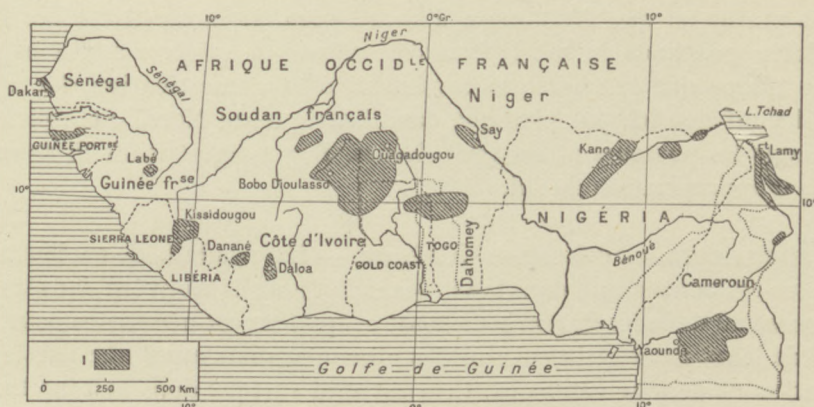 10°
0°Gr.
10°
Niger
AFRIQUE OCCIDLE FRANÇAISE
Sénégal
Sénégal
Niger
Dakar
L. Tchad
Soudan français
Say
Kano
GUINÉE PORTSE
Ouagadougou
Ft Lamy
Labé
Guinée frse
Bobo Dioulasso
10°
10°
Kissidougou
NIGÉRIA
SIERRA LEONE
Danané
Côte d'Ivoire
TOGO
Dahomey
Bénoué
LIBÉRIA
Daloa
GOLD COAST
Cameroun
Yaoundé
I
Golfe de Guinée
0 250 500 Km.
10°
0°
10°